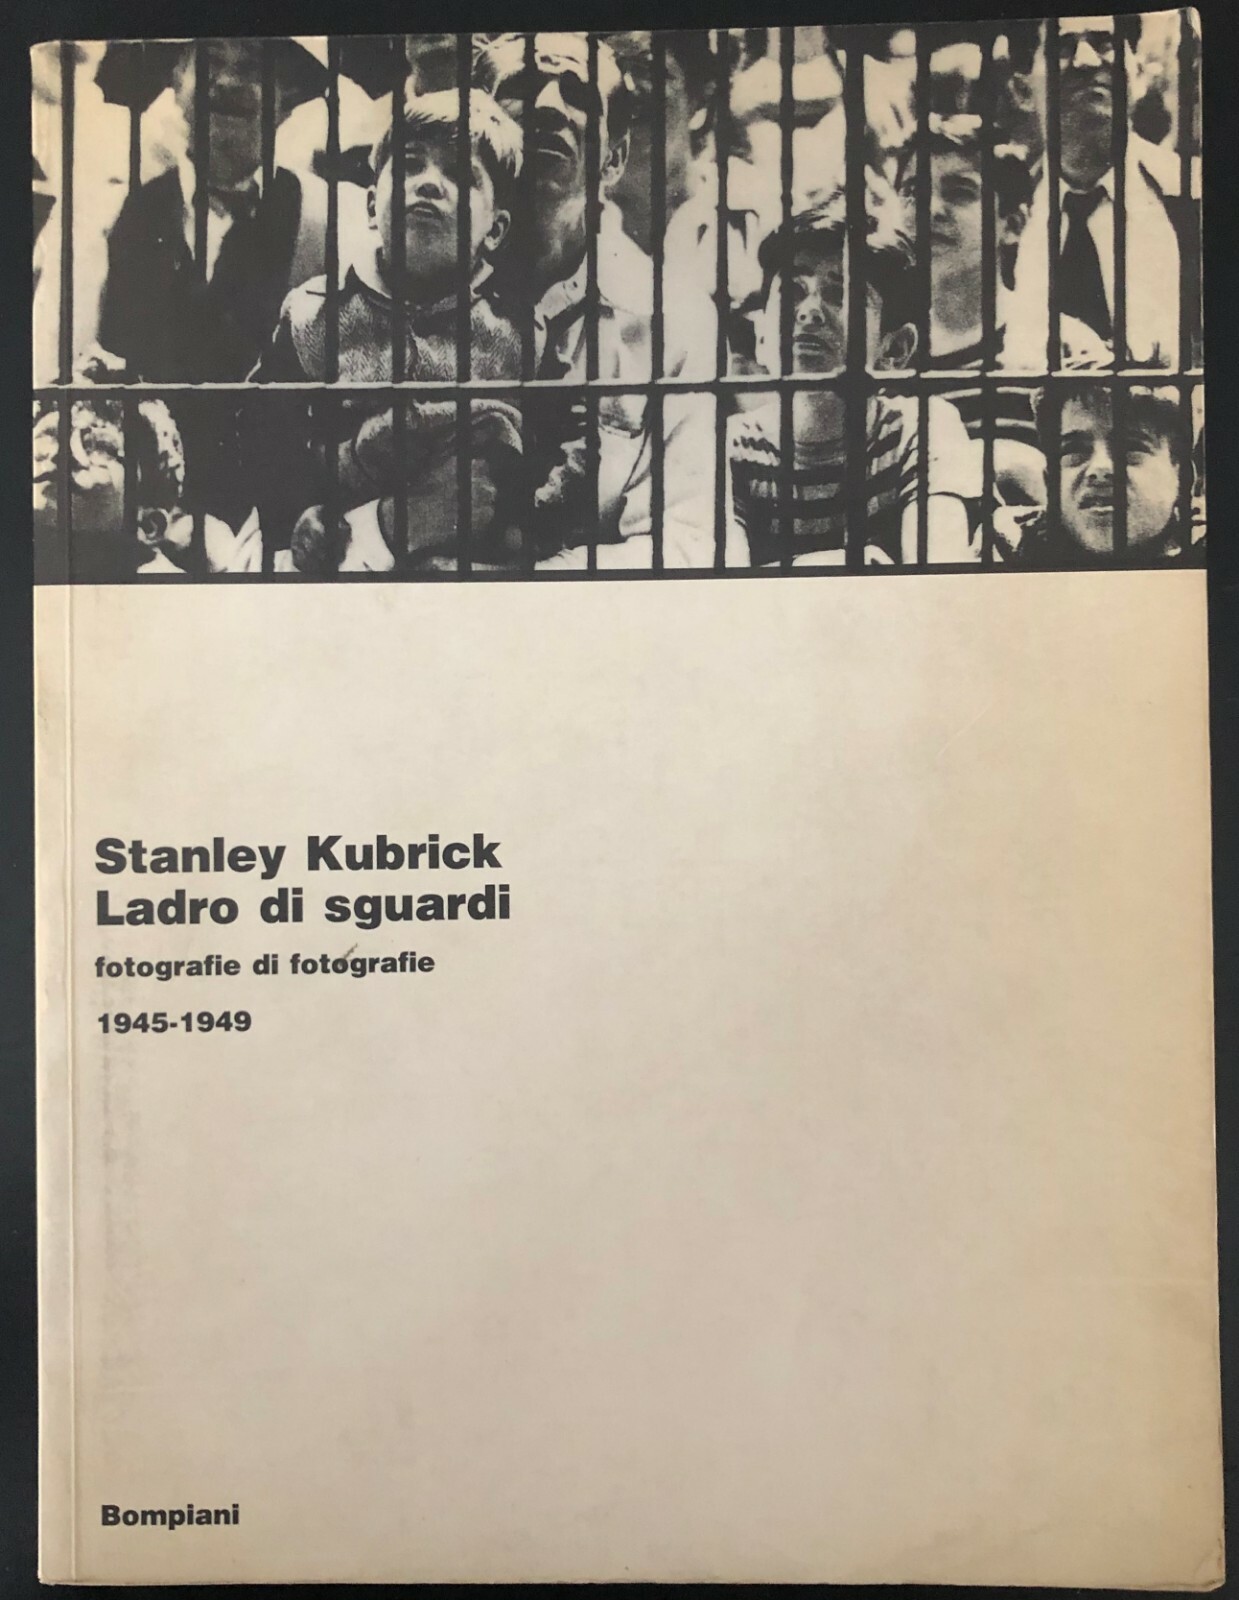 Stanley Kubrick
Ladro di sguardi
fotografie di fotografie
1945-1949
Bompiani